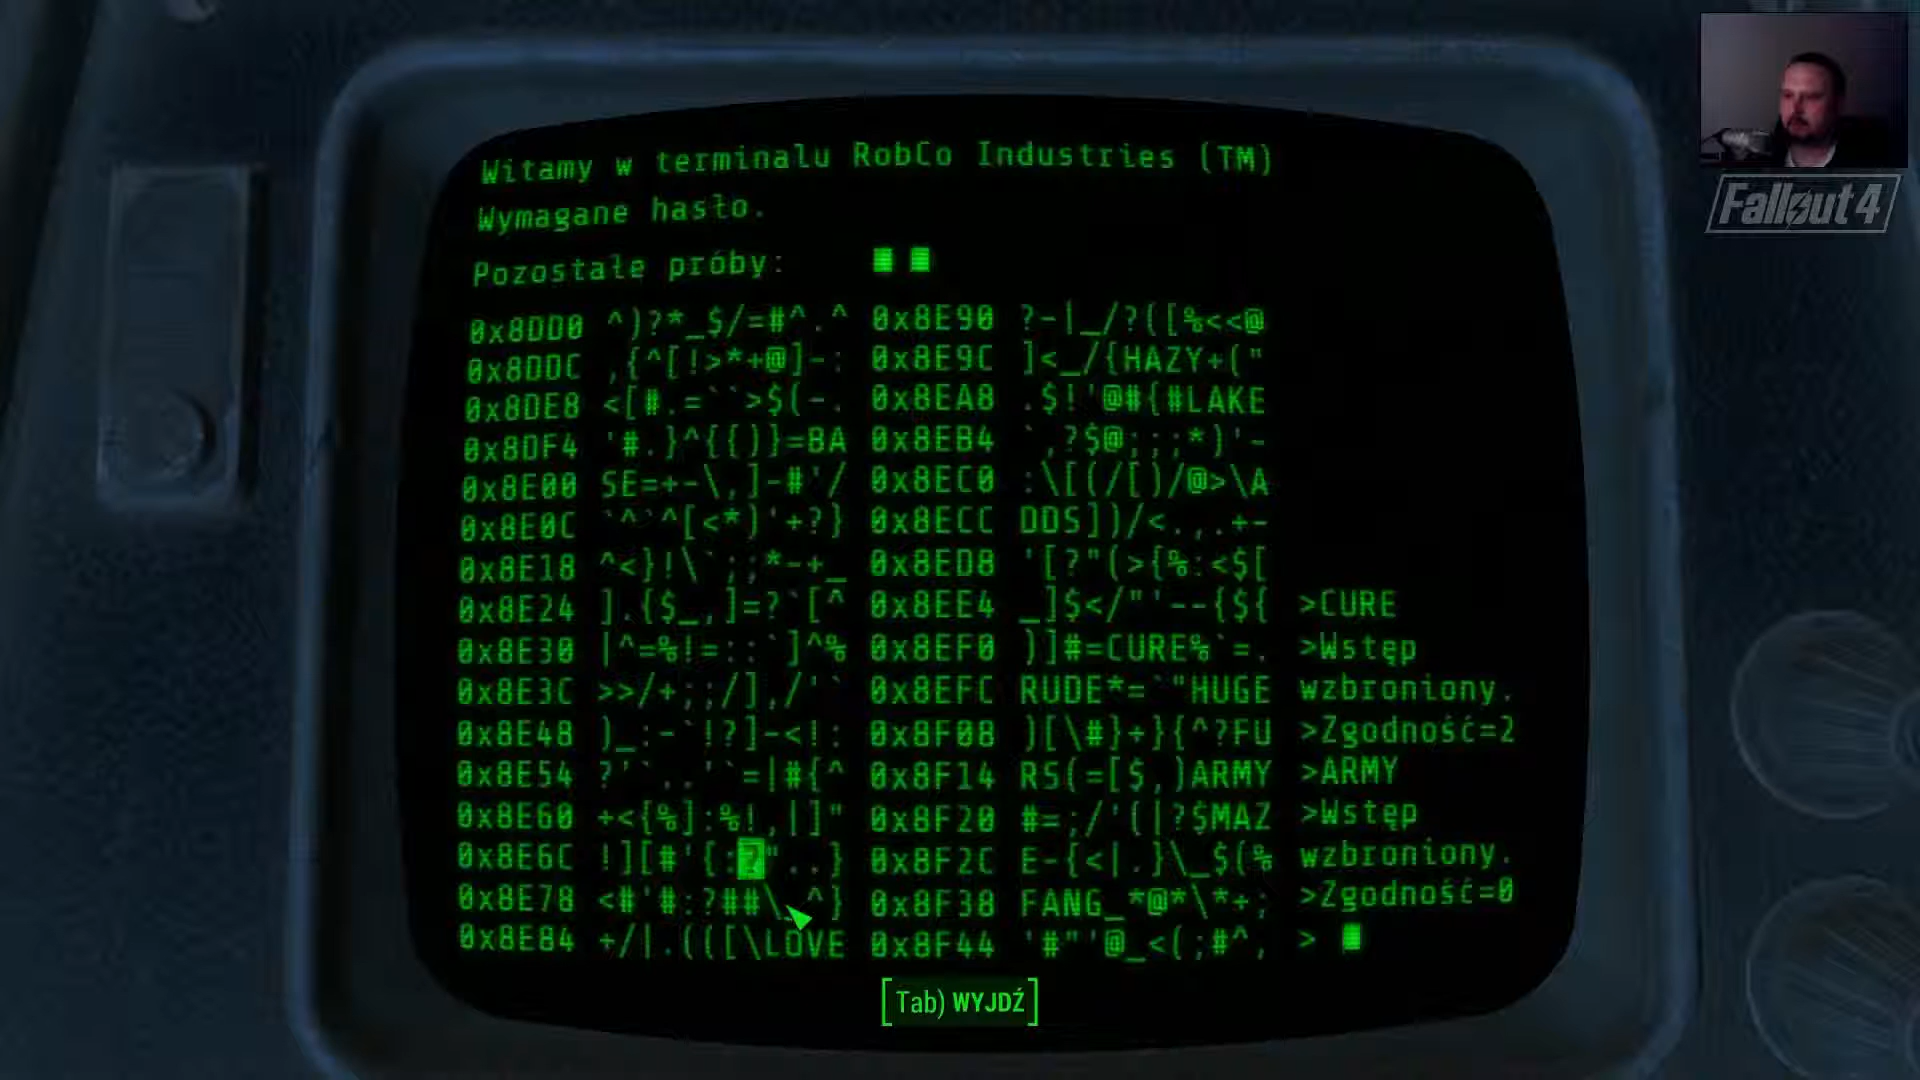 Witamy w terminalu RobCo Industries (TM)
Wymagane hasło.
Pozostałe próby:
0x8DD0 ^)?*_$/=#^.^ 0x8E90 ?-|_/?([%<<@
0x8DDC ,{^[!>*+@]-: 0x8E9C ]<_/{HAZY+("
0x8DE8 <[#.=``>$(-. 0x8EA8 .$!'@#{#LAKE
0x8DF4 '#.}^{()}=BA 0x8EB4 `,?$@;;;*)'-
0x8E00 SE=+-\,]-#'/ 0x8EC0 :\[(/[)/@>\A
0x8E0C `^`^[<*)'+?} 0x8ECC DDS])/<.,.+-
0x8E18 ^<}!\`;;*-+_ 0x8ED8 '[?"(>{%:<$[
0x8E24 ].{$_,]=?`[^ 0x8EE4 _]$</"'--{${ >CURE
0x8E30 |^=%!=::`]^% 0x8EF0 )]#=CURE%`=. >Wstęp
0x8E3C >>/+;;/],/'` 0x8EFC RUDE*=`"HUGE wzbroniony.
0x8E48 )_:-`!?]-<!: 0x8F08 )[\#}+}{^?FU >Zgodność=2
0x8E54 ?'`..'`=|#{^ 0x8F14 RS(=[$,)ARMY >ARMY
0x8E60 +<{%]:%!,|]" 0x8F20 #=;/'(|?$MAZ >Wstęp
0x8E6C !][#'{:?"..} 0x8F2C E-{<|.}\_$(% wzbroniony.
0x8E78 <#'#:?##\_^} 0x8F38 FANG_*@*\*+; >Zgodność=0
0x8E84 +/|.(([\LOVE 0x8F44 '#"'@_<(;#^, >
[Tab) WYJDŹ]
Fallout 4